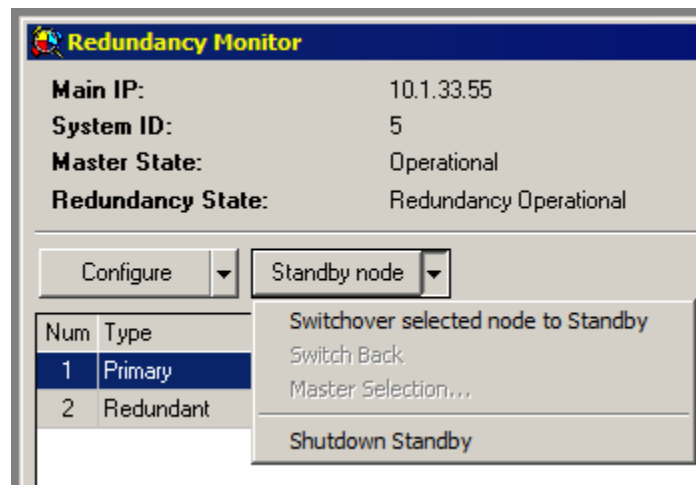 Redundancy Monitor
Main IP: 10.1.33.55
System ID: 5
Master State: Operational
Redundancy State: Redundancy Operational
Configure Standby node
Num Type
1 Primary
2 Redundant
Switchover selected node to Standby
Switch Back
Master Selection...
Shutdown Standby